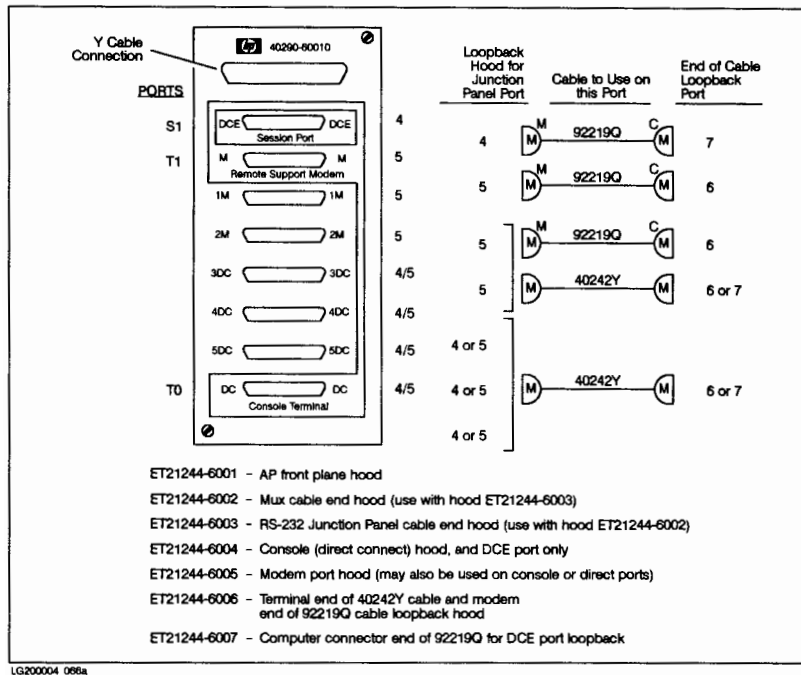 Y Cable
Connection
hp 40290-60010
PORTS
Loopback
Hood for
Junction
Panel Port
Cable to Use on
this Port
End of Cable
Loopback
Port
S1 DCE DCE 4
Session Port
4 M M 92219Q C M 7
T1 M M 5
Remote Support Modem
5 M M 92219Q C M 6
1M 1M 5
2M 2M 5
5 M M 92219Q C M 6
3DC 3DC 4/5
5 M 40242Y M 6 or 7
4DC 4DC 4/5
5DC 5DC 4/5
4 or 5
T0 DC DC 4/5
Console Terminal
4 or 5 M 40242Y M 6 or 7
4 or 5
ET21244-6001 - AP front plane hood
ET21244-6002 - Mux cable end hood (use with hood ET21244-6003)
ET21244-6003 - RS-232 Junction Panel cable end hood (use with hood ET21244-6002)
ET21244-6004 - Console (direct connect) hood, and DCE port only
ET21244-6005 - Modem port hood (may also be used on console or direct ports)
ET21244-6006 - Terminal end of 40242Y cable and modem
end of 92219Q cable loopback hood
ET21244-6007 - Computer connector end of 92219Q for DCE port loopback
LG200004_066a